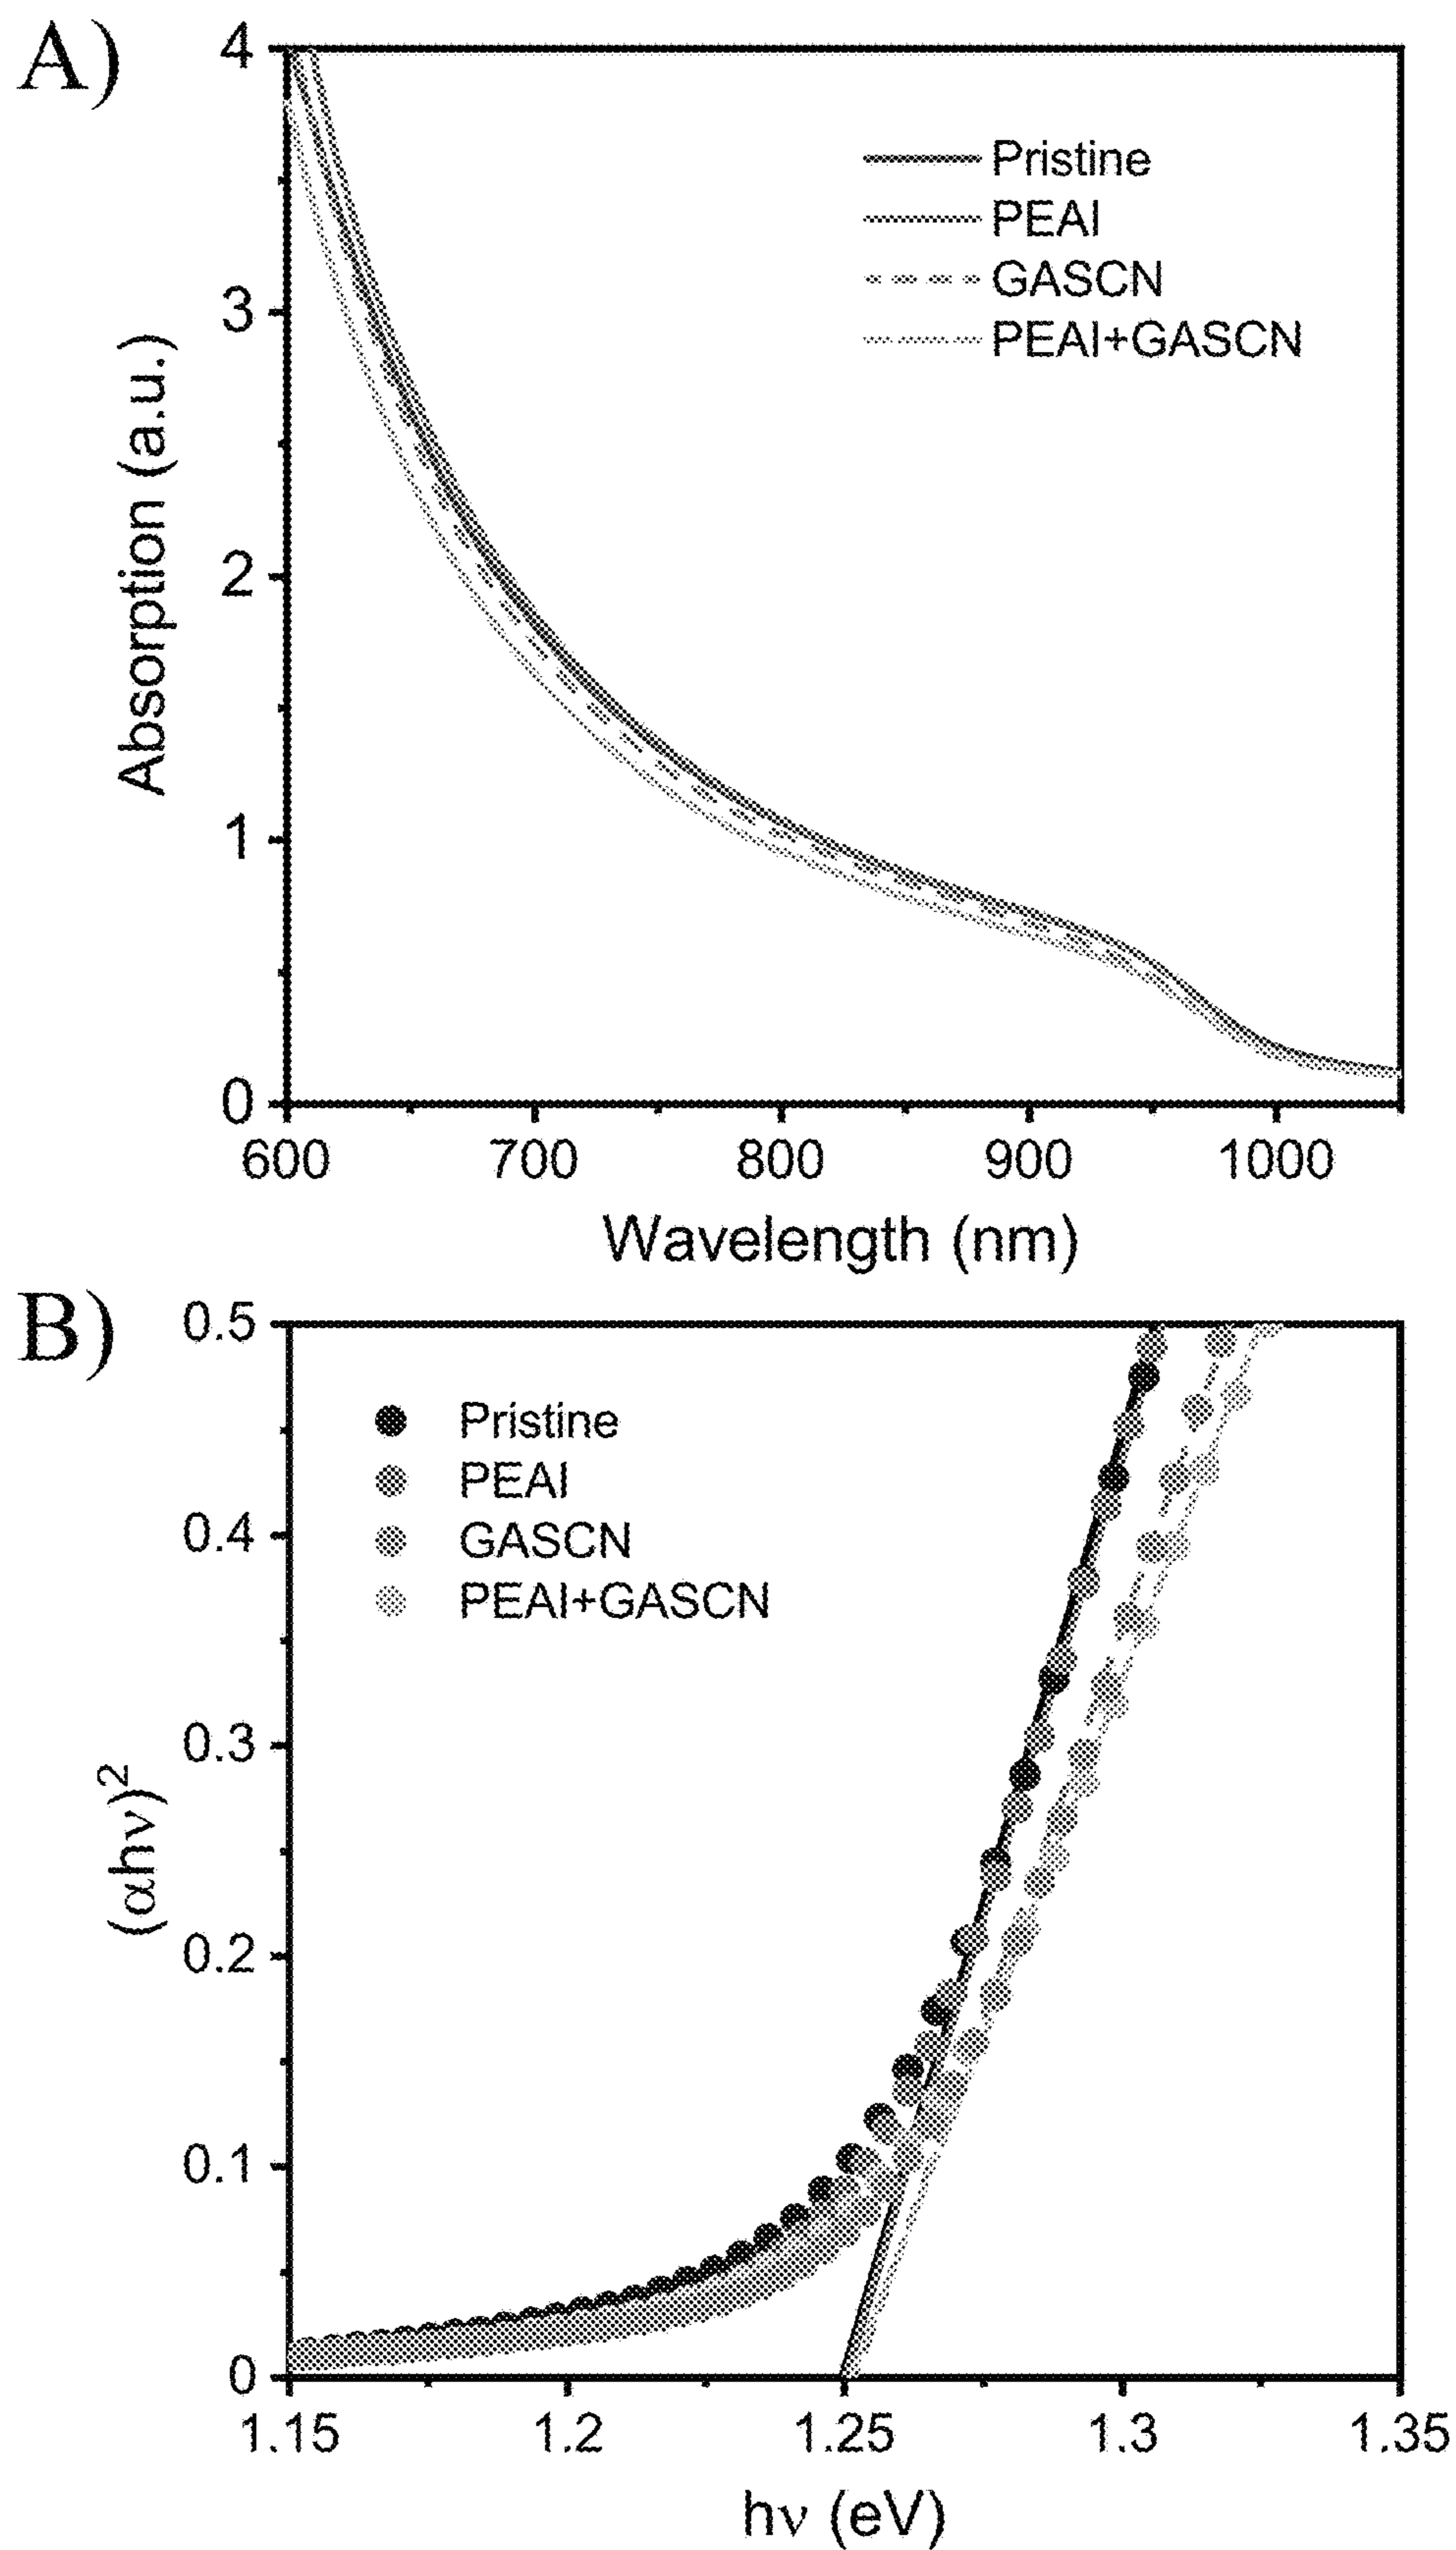 A)
4
3
2
1
0
Absorption (a.u.)
Pristine
PEAI
GASCN
PEAI+GASCN
600 700 800 900 1000
Wavelength (nm)
B)
0.5
0.4
0.3
0.2
0.1
0
(αhν)²
Pristine
PEAI
GASCN
PEAI+GASCN
1.15 1.2 1.25 1.3 1.35
hν (eV)